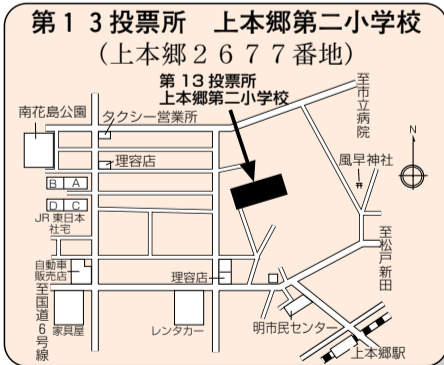 第１３投票所　上本郷第二小学校
(上本郷２６７７番地)
第13投票所
上本郷第二小学校
至市立病院
南花島公園
タクシー営業所
N
理容店
風早神社
B A
D C
JR東日本
社宅
至松戸新田
自動車
販売店
理容店
至国道6号線
家具屋
レンタカー
明市民センター
上本郷駅